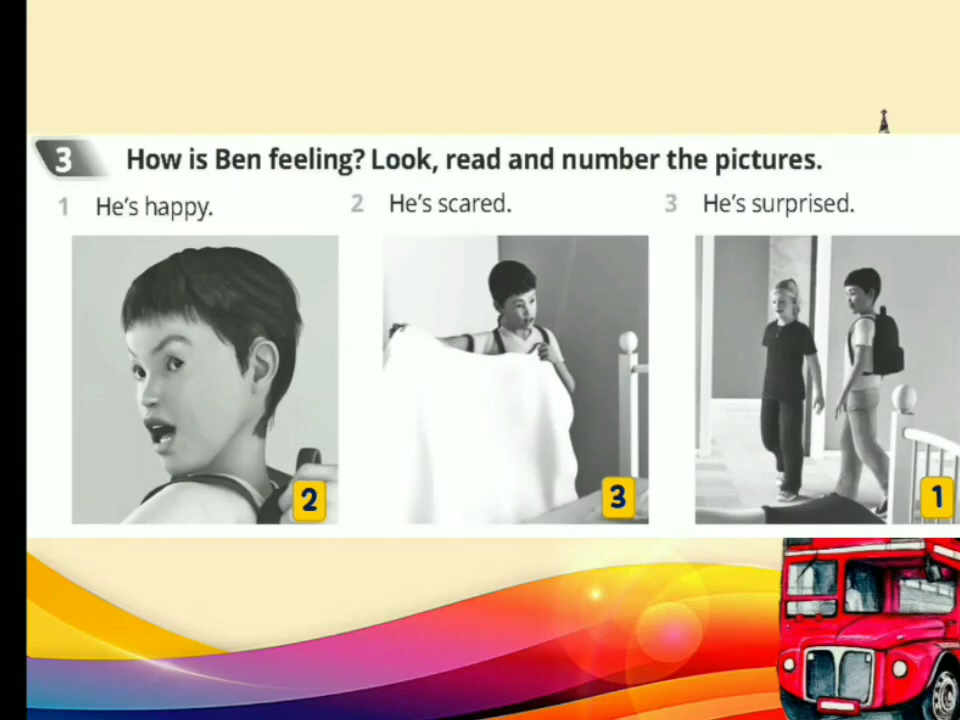 3 How is Ben feeling? Look, read and number the pictures.
1 He's happy. 2 He's scared. 3 He's surprised.
2 3 1